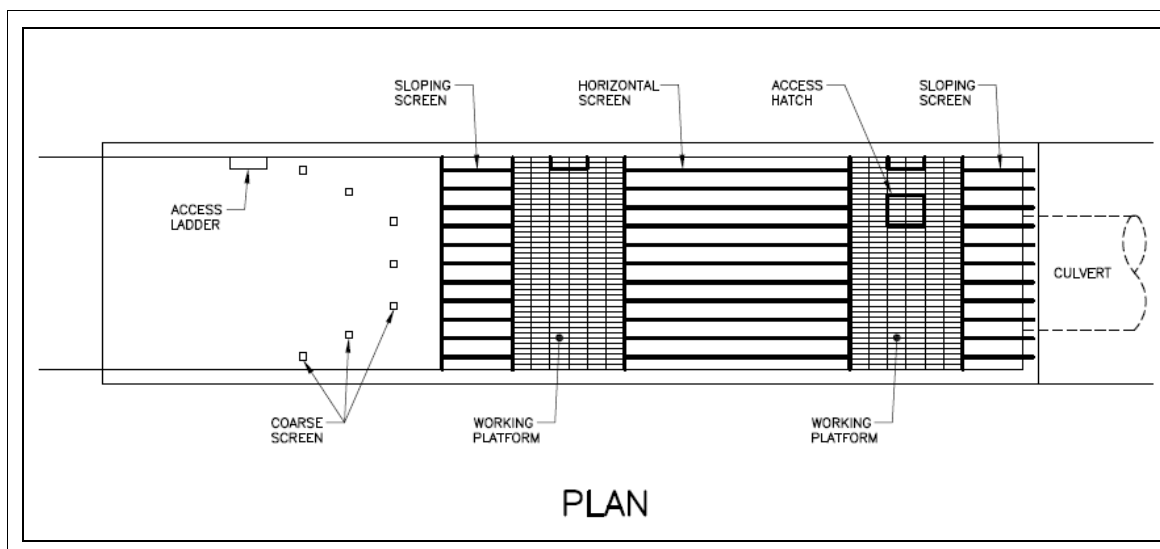 SLOPING
SCREEN
HORIZONTAL
SCREEN
ACCESS
HATCH
SLOPING
SCREEN
ACCESS
LADDER
CULVERT
COARSE
SCREEN
WORKING
PLATFORM
WORKING
PLATFORM
PLAN